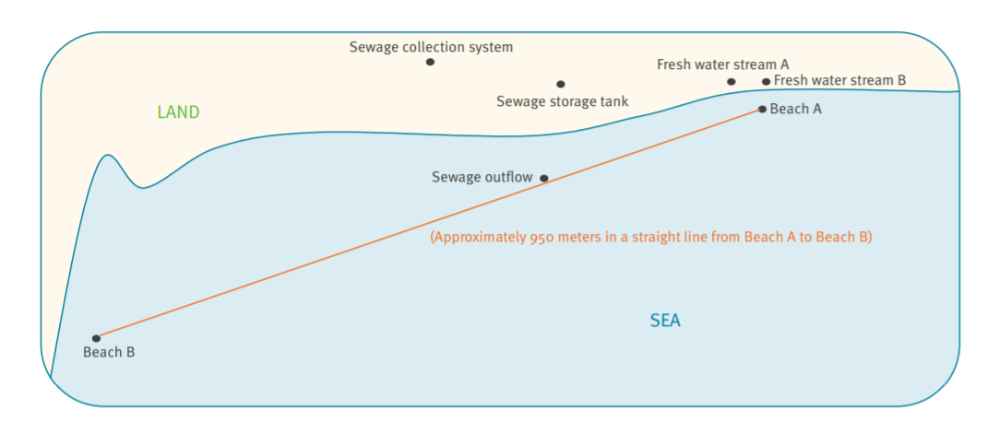 Sewage collection system
Fresh water stream A
Fresh water stream B
Sewage storage tank
LAND
Beach A
Sewage outflow
(Approximately 950 meters in a straight line from Beach A to Beach B)
SEA
Beach B